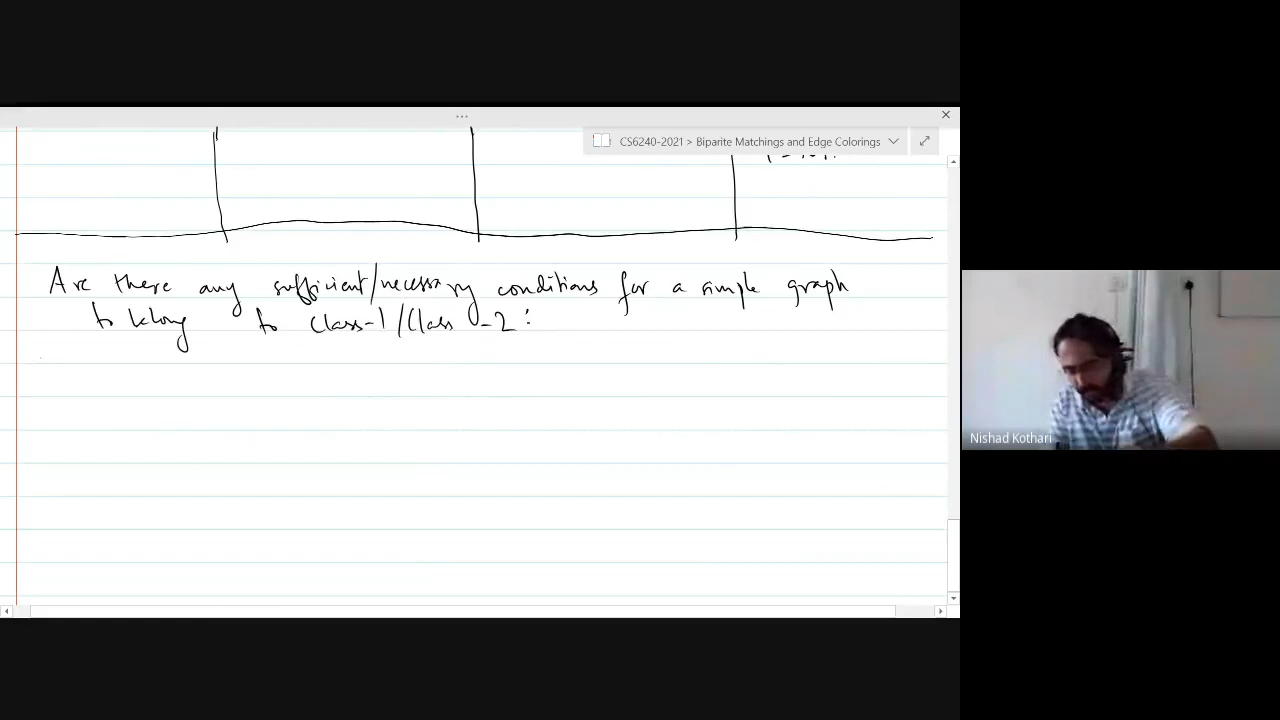 CS6240-2021 > Biparite Matchings and Edge Colorings
Are there any sufficient/necessary conditions for a simple graph
to belong to Class-1/Class-2:
Nishad Kothari